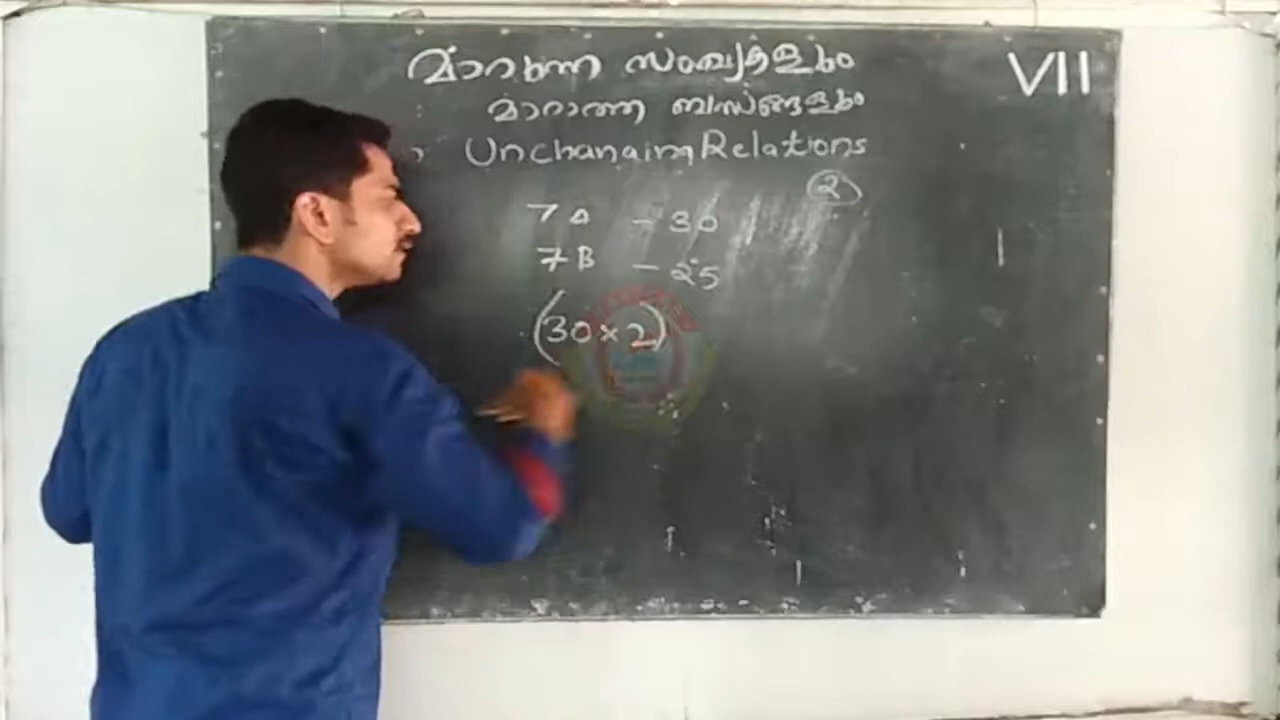 മാറുന്ന സംഖ്യകളും
VII
മാറാത്ത ബന്ധങ്ങളും
Unchanging Relations
2
7A - 30
7B - 25
(30 × 2)